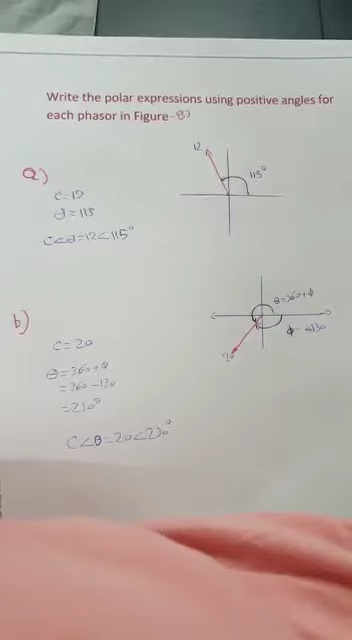 Write the polar expressions using positive angles for
each phasor in Figure-
a)
12
115°
C=12
θ=115
C<θ=12<115°
b)
θ=360+ϕ
ϕ=-130
20
C=20
θ=360+ϕ
=360-130
=230°
C<θ=20<230°